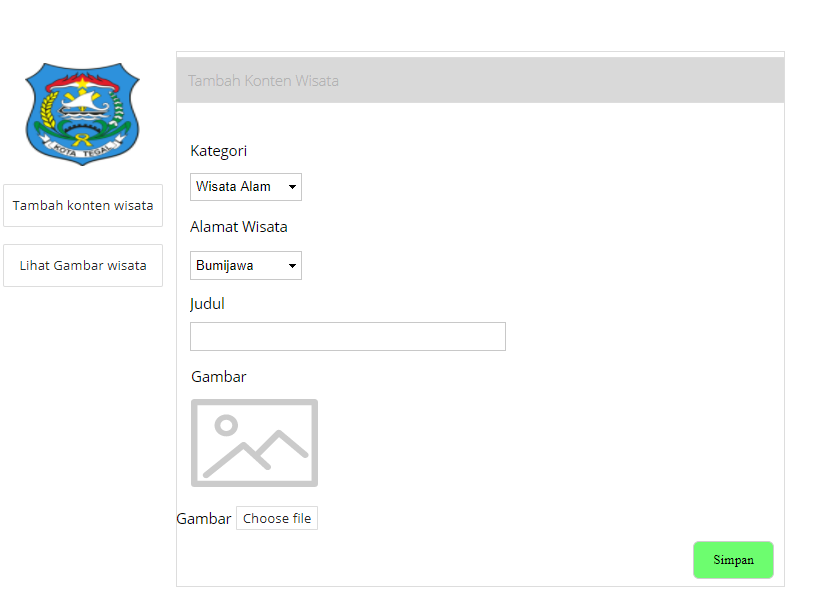 KOTA TEGAL
Tambah konten wisata
Lihat Gambar wisata
Tambah Konten Wisata
Kategori
Wisata Alam
Alamat Wisata
Bumijawa
Judul
Gambar
Gambar Choose file
Simpan